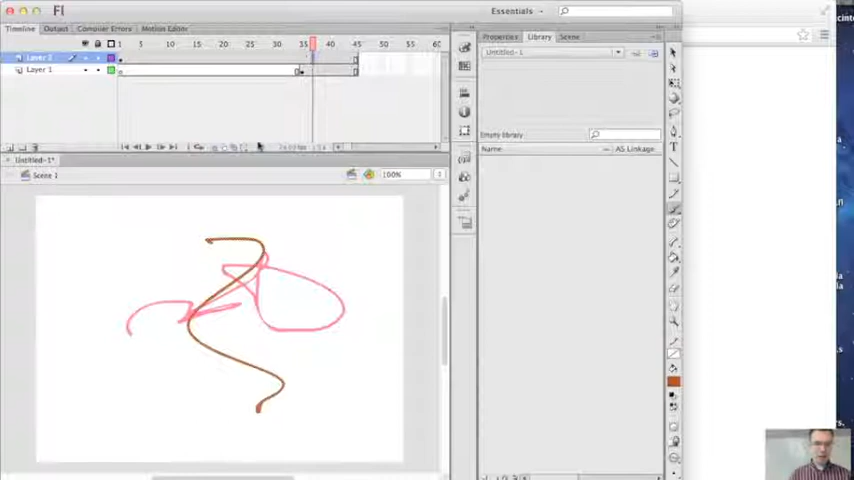 Fl
Essentials
Timeline Output Compiler Errors Motion Editor
Properties Library Scene
1 5 10 15 20 25 30 35 40 45 50 55 60
Untitled-1
Layer 2
Layer 1
Empty library
Name AS Linkage
Untitled-1*
Scene 1 100%